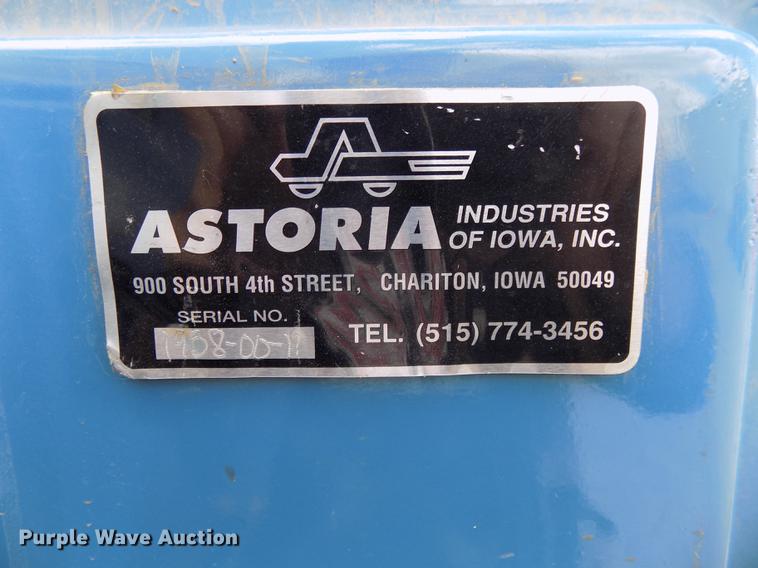 ASTORIA INDUSTRIES OF IOWA, INC.
900 SOUTH 4th STREET, CHARITON, IOWA 50049
SERIAL NO.
TEL. (515) 774-3456
Purple Wave Auction